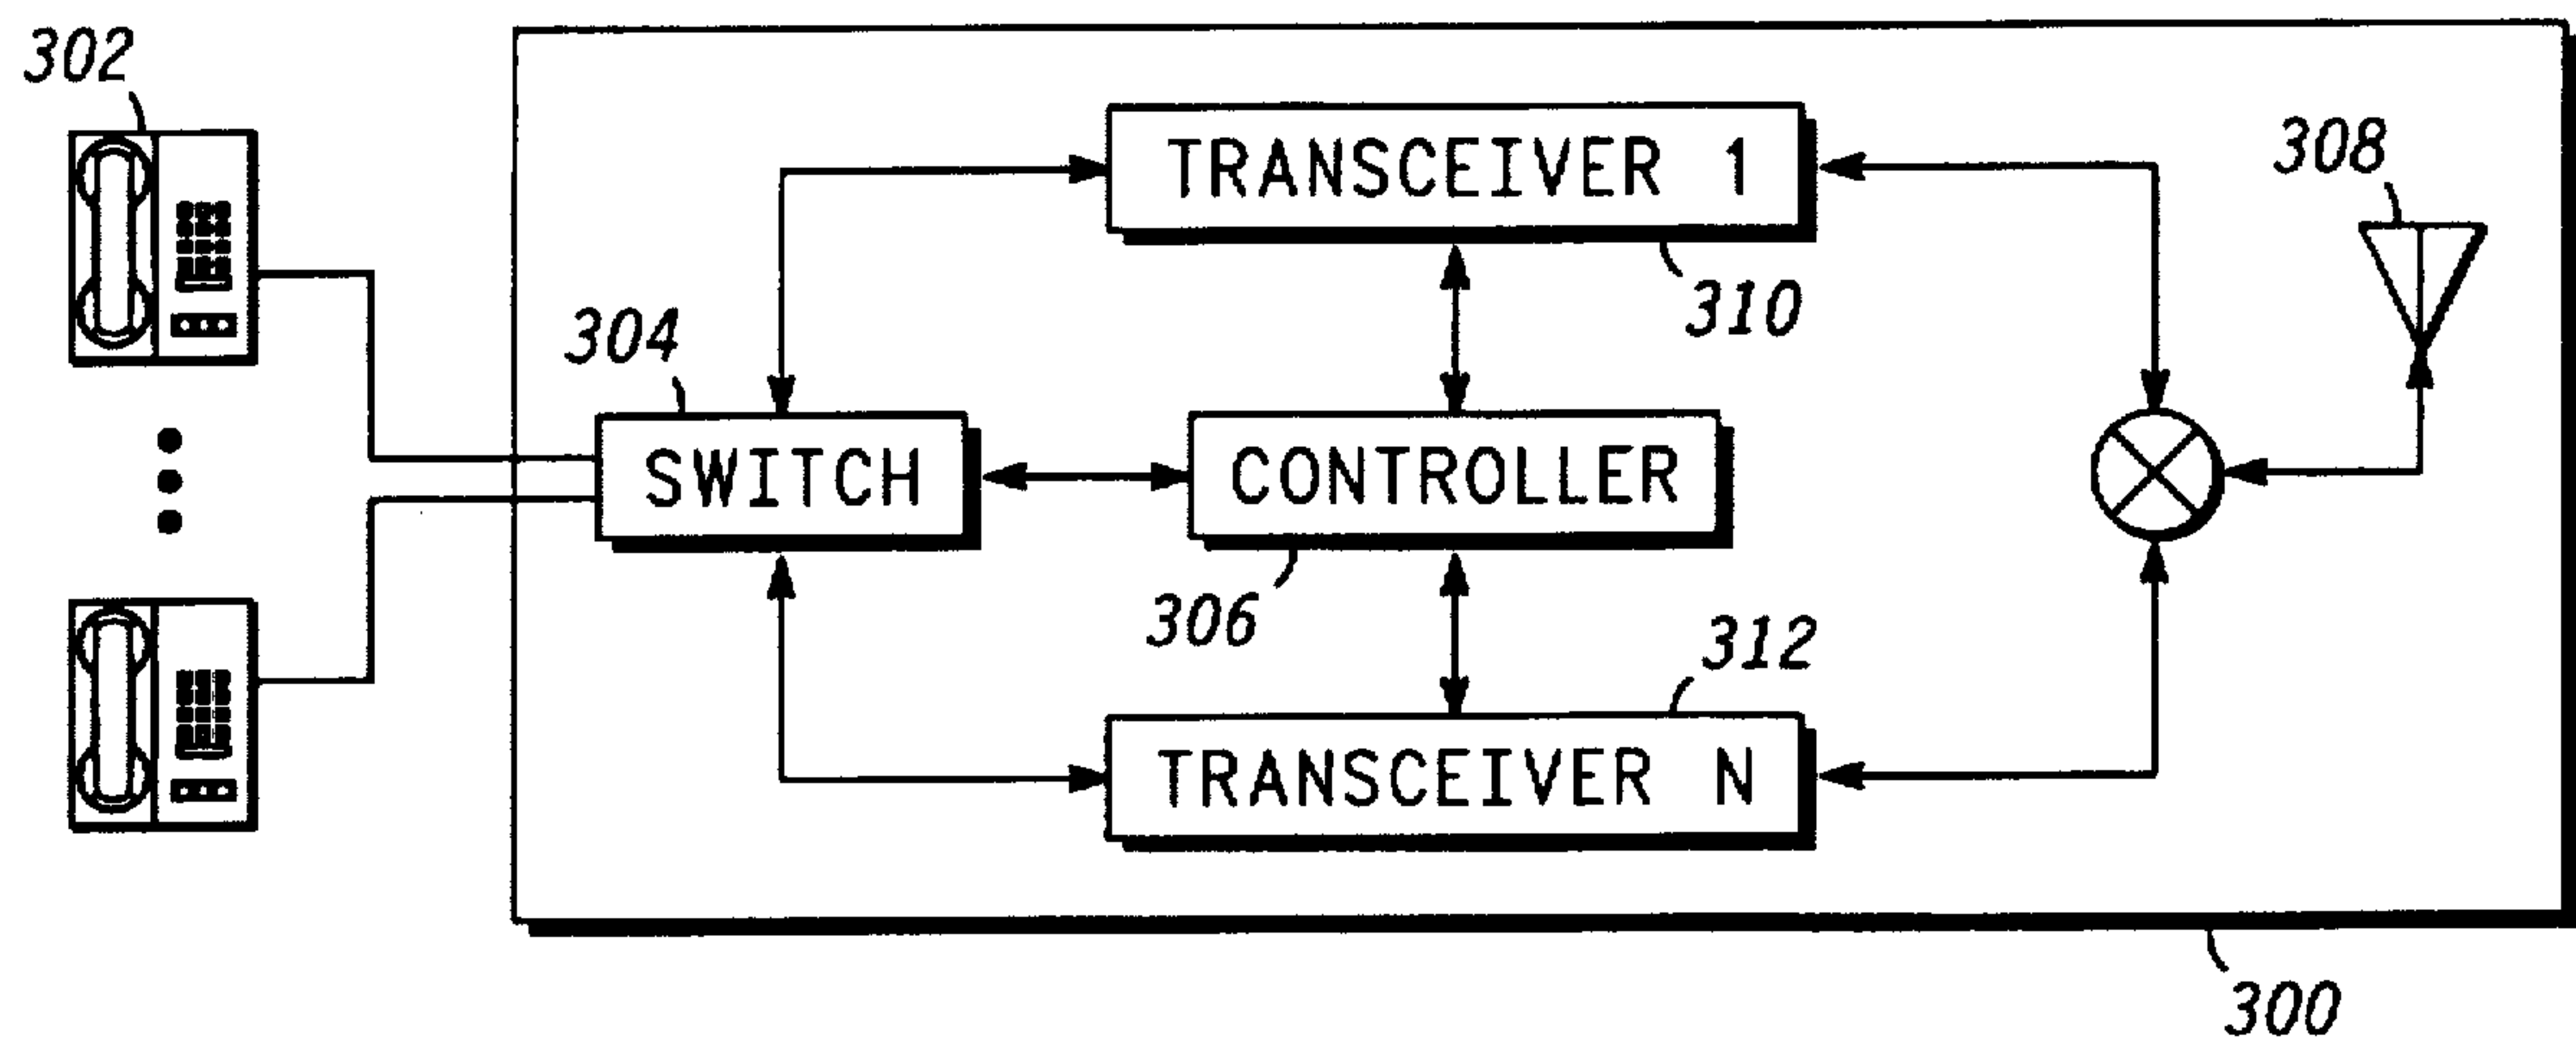 302
TRANSCEIVER 1
308
310
304
SWITCH
CONTROLLER
306
312
TRANSCEIVER N
300